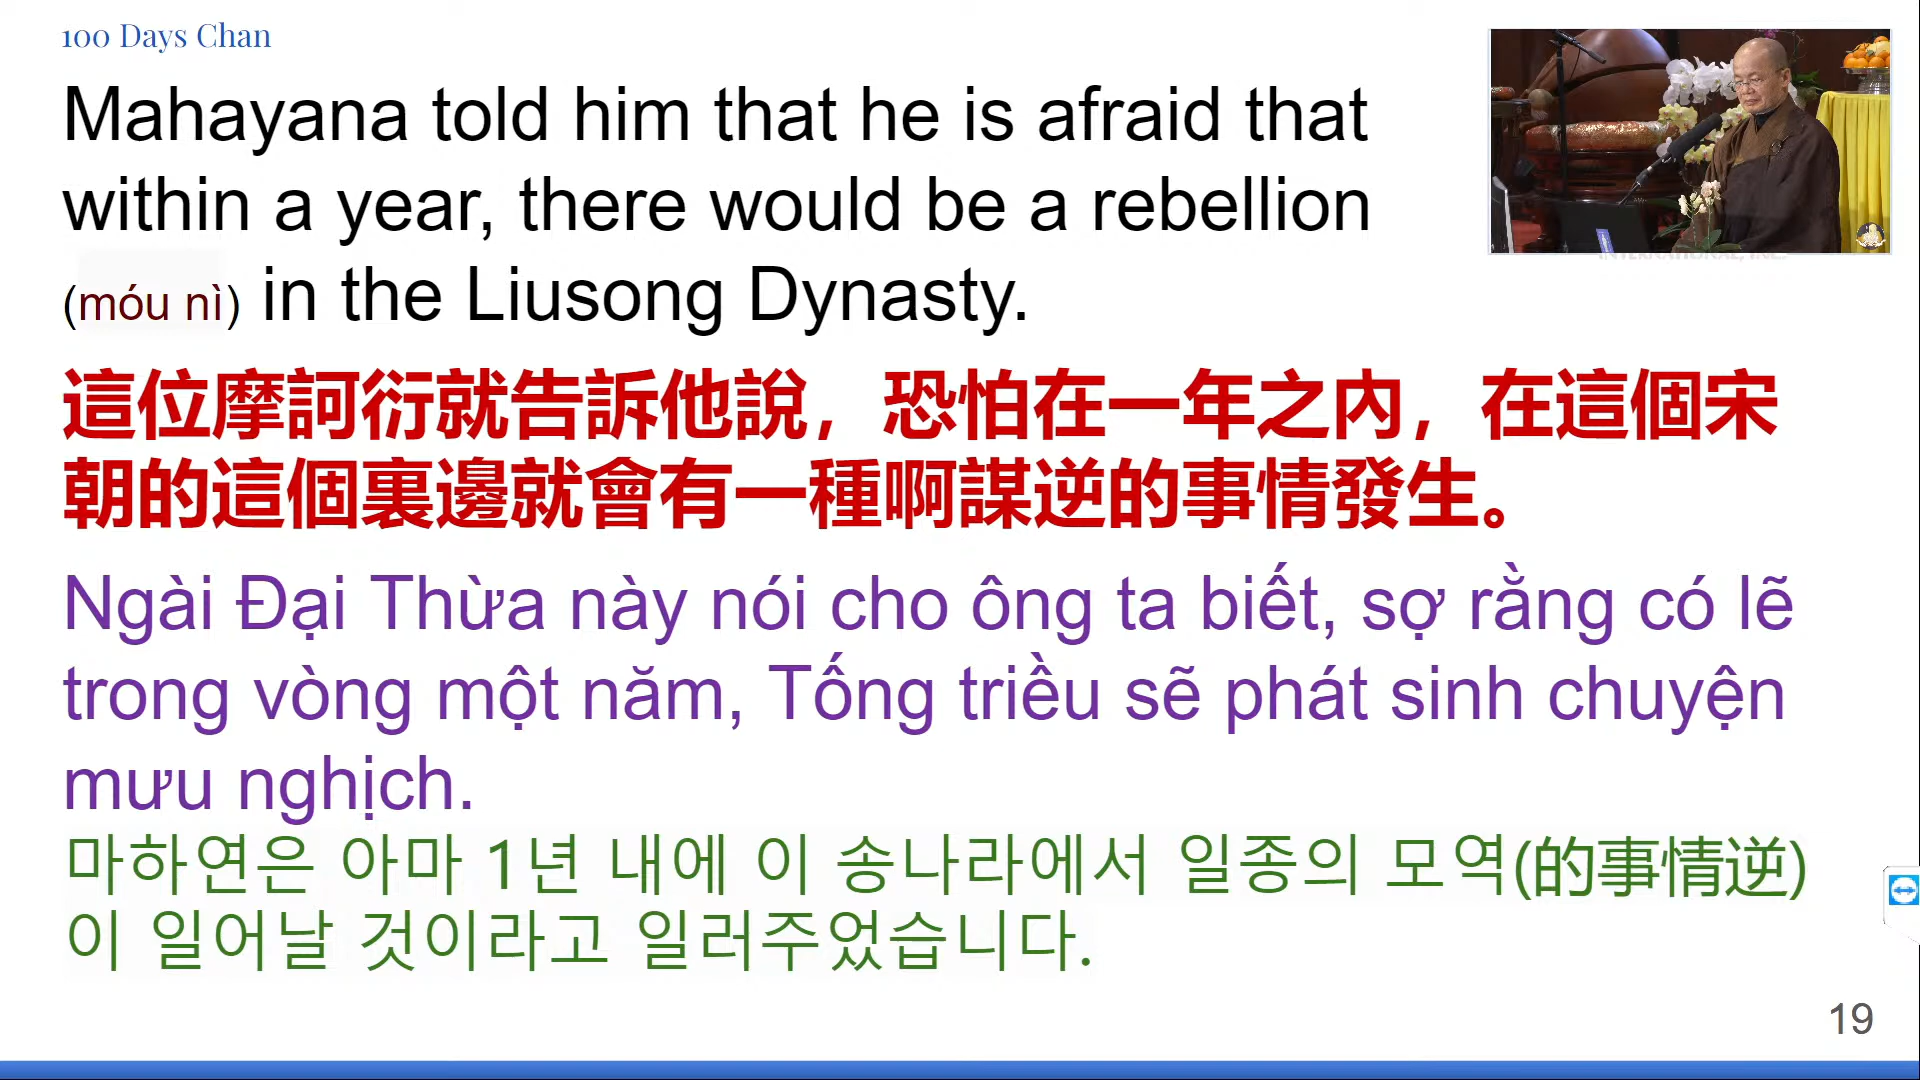 100 Days Chan
Mahayana told him that he is afraid that
within a year, there would be a rebellion
(móu nì) in the Liusong Dynasty.
這位摩訶衍就告訴他說，恐怕在一年之內，在這個宋
朝的這個裏邊就會有一種啊謀逆的事情發生。
Ngài Đại Thừa này nói cho ông ta biết, sợ rằng có lẽ
trong vòng một năm, Tống triều sẽ phát sinh chuyện
mưu nghịch.
마하연은 아마 1년 내에 이 송나라에서 일종의 모역(的事情逆)
이 일어날 것이라고 일러주었습니다.
19